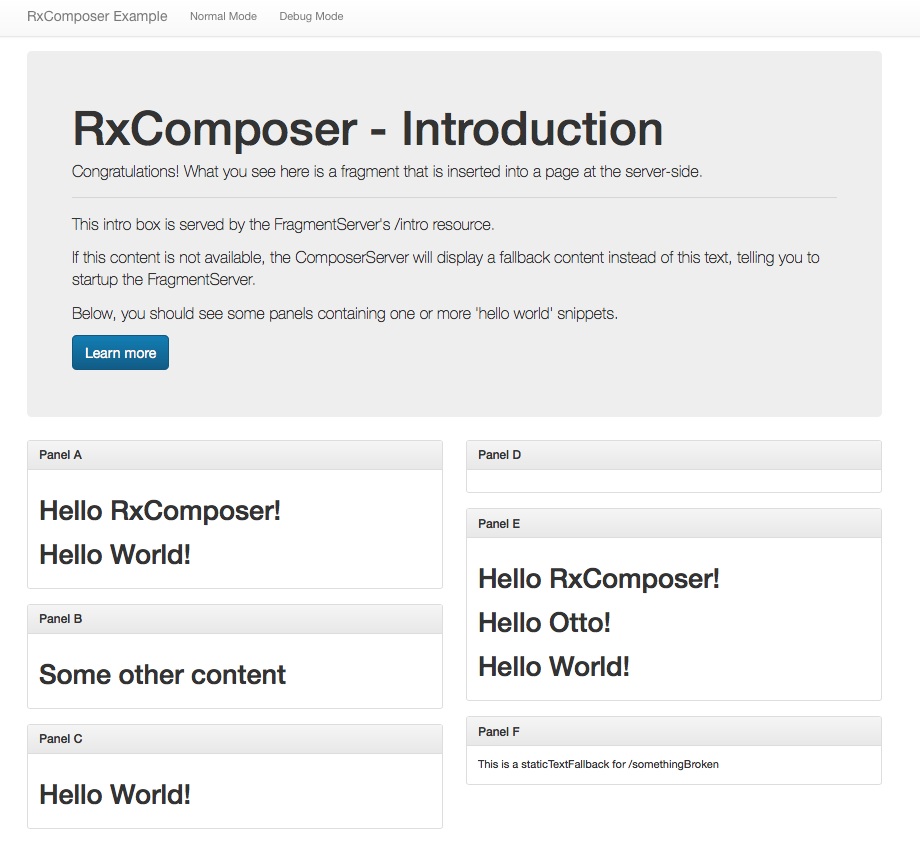 RxComposer Example Normal Mode Debug Mode
RxComposer - Introduction
Congratulations! What you see here is a fragment that is inserted into a page at the server-side.
This intro box is served by the FragmentServer's /intro resource.
If this content is not available, the ComposerServer will display a fallback content instead of this text, telling you to
startup the FragmentServer.
Below, you should see some panels containing one or more 'hello world' snippets.
Learn more
Panel A
Hello RxComposer!
Hello World!
Panel B
Some other content
Panel C
Hello World!
Panel D
Panel E
Hello RxComposer!
Hello Otto!
Hello World!
Panel F
This is a staticTextFallback for /somethingBroken